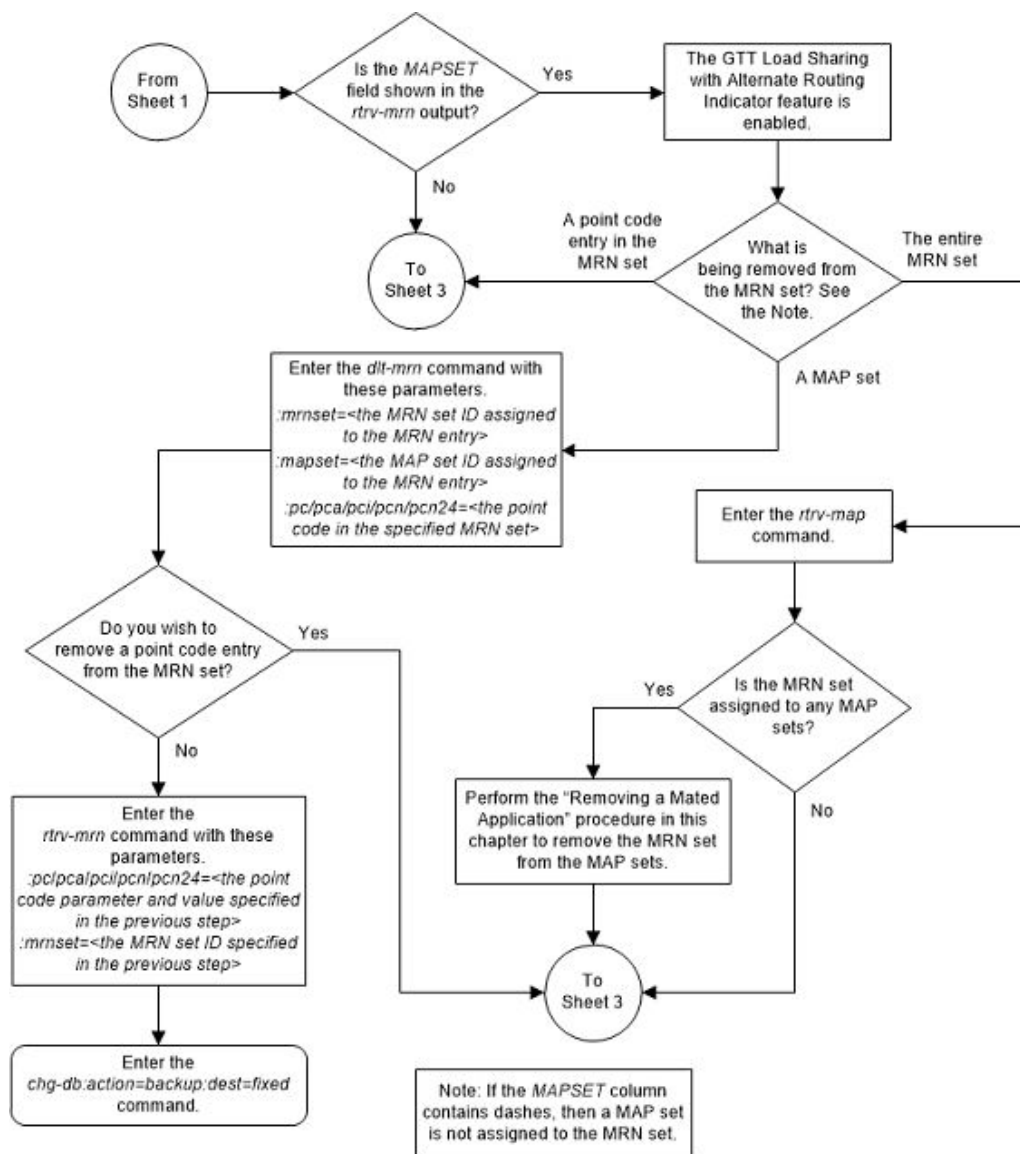 From
Sheet 1
Is the MAPSET
field shown in the
rtrv-mrn output?
Yes
The GTT Load Sharing
with Alternate Routing
Indicator feature is
enabled.
No
To
Sheet 3
A point code
entry in the
MRN set
What is
being removed from
the MRN set? See
the Note.
The entire
MRN set
A MAP set
Enter the dlt-mrn command with
these parameters.
:mrnset=<the MRN set ID assigned
to the MRN entry>
:mapset=<the MAP set ID assigned
to the MRN entry>
:pc/pca/pci/pcn/pcn24=<the point
code in the specified MRN set>
Enter the rtrv-map
command.
Do you wish to
remove a point code entry
from the MRN set?
Yes
No
Is the MRN set
assigned to any MAP
sets?
Yes
No
Perform the “Removing a Mated
Application” procedure in this
chapter to remove the MRN set
from the MAP sets.
Enter the
rtrv-mrn command with these
parameters.
:pc/pca/pci/pcn/pcn24=<the point
code parameter and value specified
in the previous step>
:mrnset=<the MRN set ID specified
in the previous step>
To
Sheet 3
Enter the
chg-db:action=backup:dest=fixed
command.
Note: If the MAPSET column
contains dashes, then a MAP set
is not assigned to the MRN set.